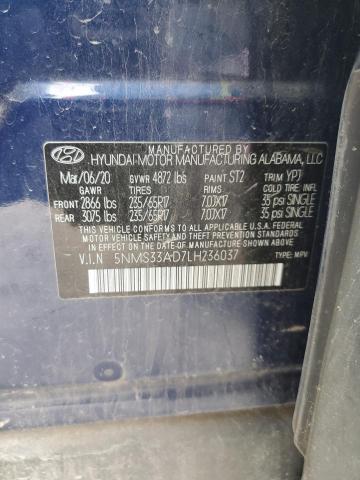 MANUFACTURED BY
HYUNDAI MOTOR MANUFACTURING ALABAMA, LLC
Mar/06/20 GVWR 4872 lbs PAINT ST2 TRIM YPT
GAWR TIRES RIMS COLD TIRE INFL.
FRONT 2866 lbs 235/65R17 7.0JX17 35 psi SINGLE
REAR 3075 lbs 235/65R17 7.0JX17 35 psi SINGLE
THIS VEHICLE CONFORMS TO ALL APPLICABLE U.S.A. FEDERAL
MOTOR VEHICLE SAFETY, BUMPER, AND THEFT PREVENTION
STANDARDS IN EFFECT ON THE DATE OF MANUFACTURE SHOWN ABOVE.
V.I.N 5NMS33AD7LH236037 TYPE: MPV